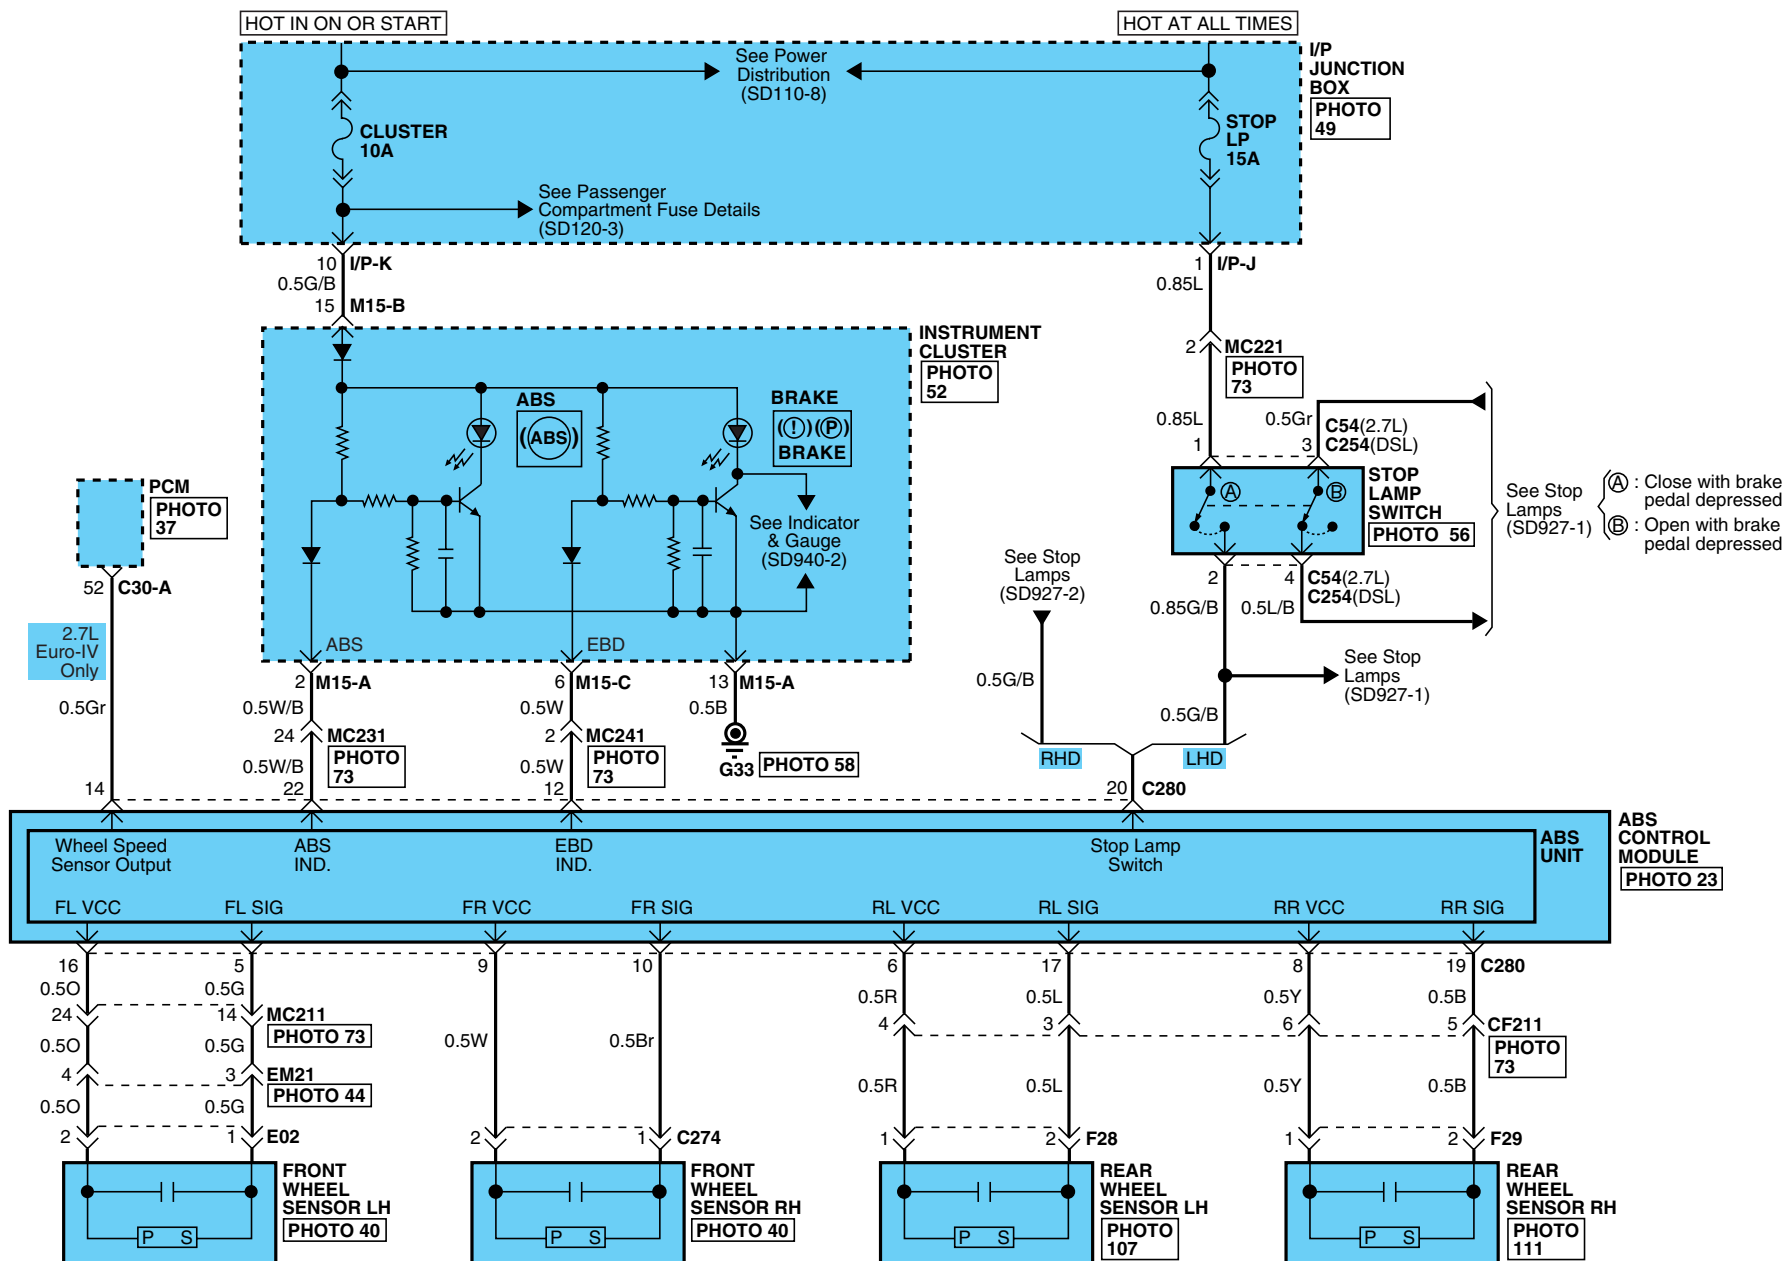 HOT IN ON OR START
HOT AT ALL TIMES
See Power
Distribution
(SD110-8)
I/P
JUNCTION
BOX
PHOTO
49
CLUSTER
10A
STOP
LP
15A
See Passenger
Compartment Fuse Details
(SD120-3)
10 I/P-K
0.5G/B
15 M15-B
1 I/P-J
0.85L
2 MC221
PHOTO
73
INSTRUMENT
CLUSTER
PHOTO
52
ABS
(ABS)
BRAKE
(!) (P)
BRAKE
See Indicator
& Gauge
(SD940-2)
ABS
EBD
0.85L
0.5Gr
1
3
C54(2.7L)
C254(DSL)
A
B
STOP
LAMP
SWITCH
PHOTO 56
See Stop
Lamps
(SD927-1)
A : Close with brake
pedal depressed
B : Open with brake
pedal depressed
2
4
C54(2.7L)
C254(DSL)
0.85G/B
0.5L/B
See Stop
Lamps
(SD927-2)
See Stop
Lamps
(SD927-1)
0.5G/B
0.5G/B
RHD
LHD
20 C280
PCM
PHOTO
37
52 C30-A
2.7L
Euro-IV
Only
0.5Gr
14
2 M15-A
0.5W/B
24 MC231
PHOTO
73
0.5W/B
22
6 M15-C
0.5W
2 MC241
PHOTO
73
0.5W
12
13 M15-A
0.5B
G33 PHOTO 58
Wheel Speed
Sensor Output
ABS
IND.
EBD
IND.
Stop Lamp
Switch
ABS
UNIT
ABS
CONTROL
MODULE
PHOTO 23
FL VCC FL SIG FR VCC FR SIG RL VCC RL SIG RR VCC RR SIG
16 5 9 10 6 17 8 19 C280
0.5O 0.5G 0.5R 0.5L 0.5Y 0.5B
24 14 MC211
PHOTO 73
4 3 6 5 CF211
PHOTO
73
0.5O 0.5G 0.5W 0.5Br
4 3 EM21
PHOTO 44
0.5R 0.5L 0.5Y 0.5B
0.5O 0.5G
2 1 E02
2 1 C274
1 2 F28
1 2 F29
FRONT
WHEEL
SENSOR LH
PHOTO 40
P S
FRONT
WHEEL
SENSOR RH
PHOTO 40
P S
REAR
WHEEL
SENSOR LH
PHOTO
107
P S
REAR
WHEEL
SENSOR RH
PHOTO
111
P S